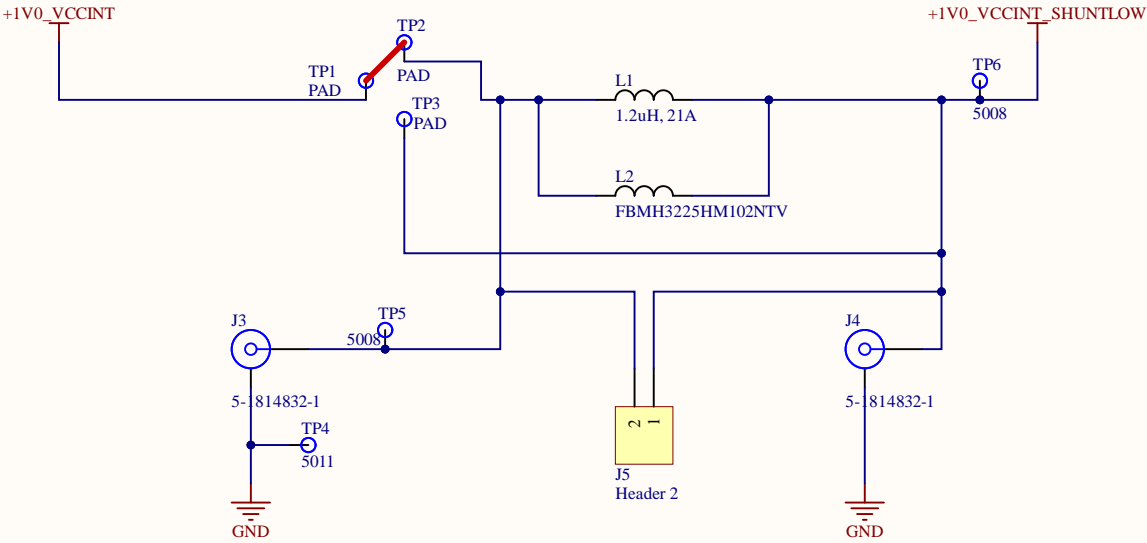 +1V0_VCCINT
+1V0_VCCINT_SHUNTLOW
TP2
PAD
TP1
PAD
TP3
PAD
L1
1.2uH, 21A
TP6
5008
L2
FBMH3225HM102NTV
J3
TP5
5008
5-1814832-1
TP4
5011
GND
2
1
J5
Header 2
J4
5-1814832-1
GND